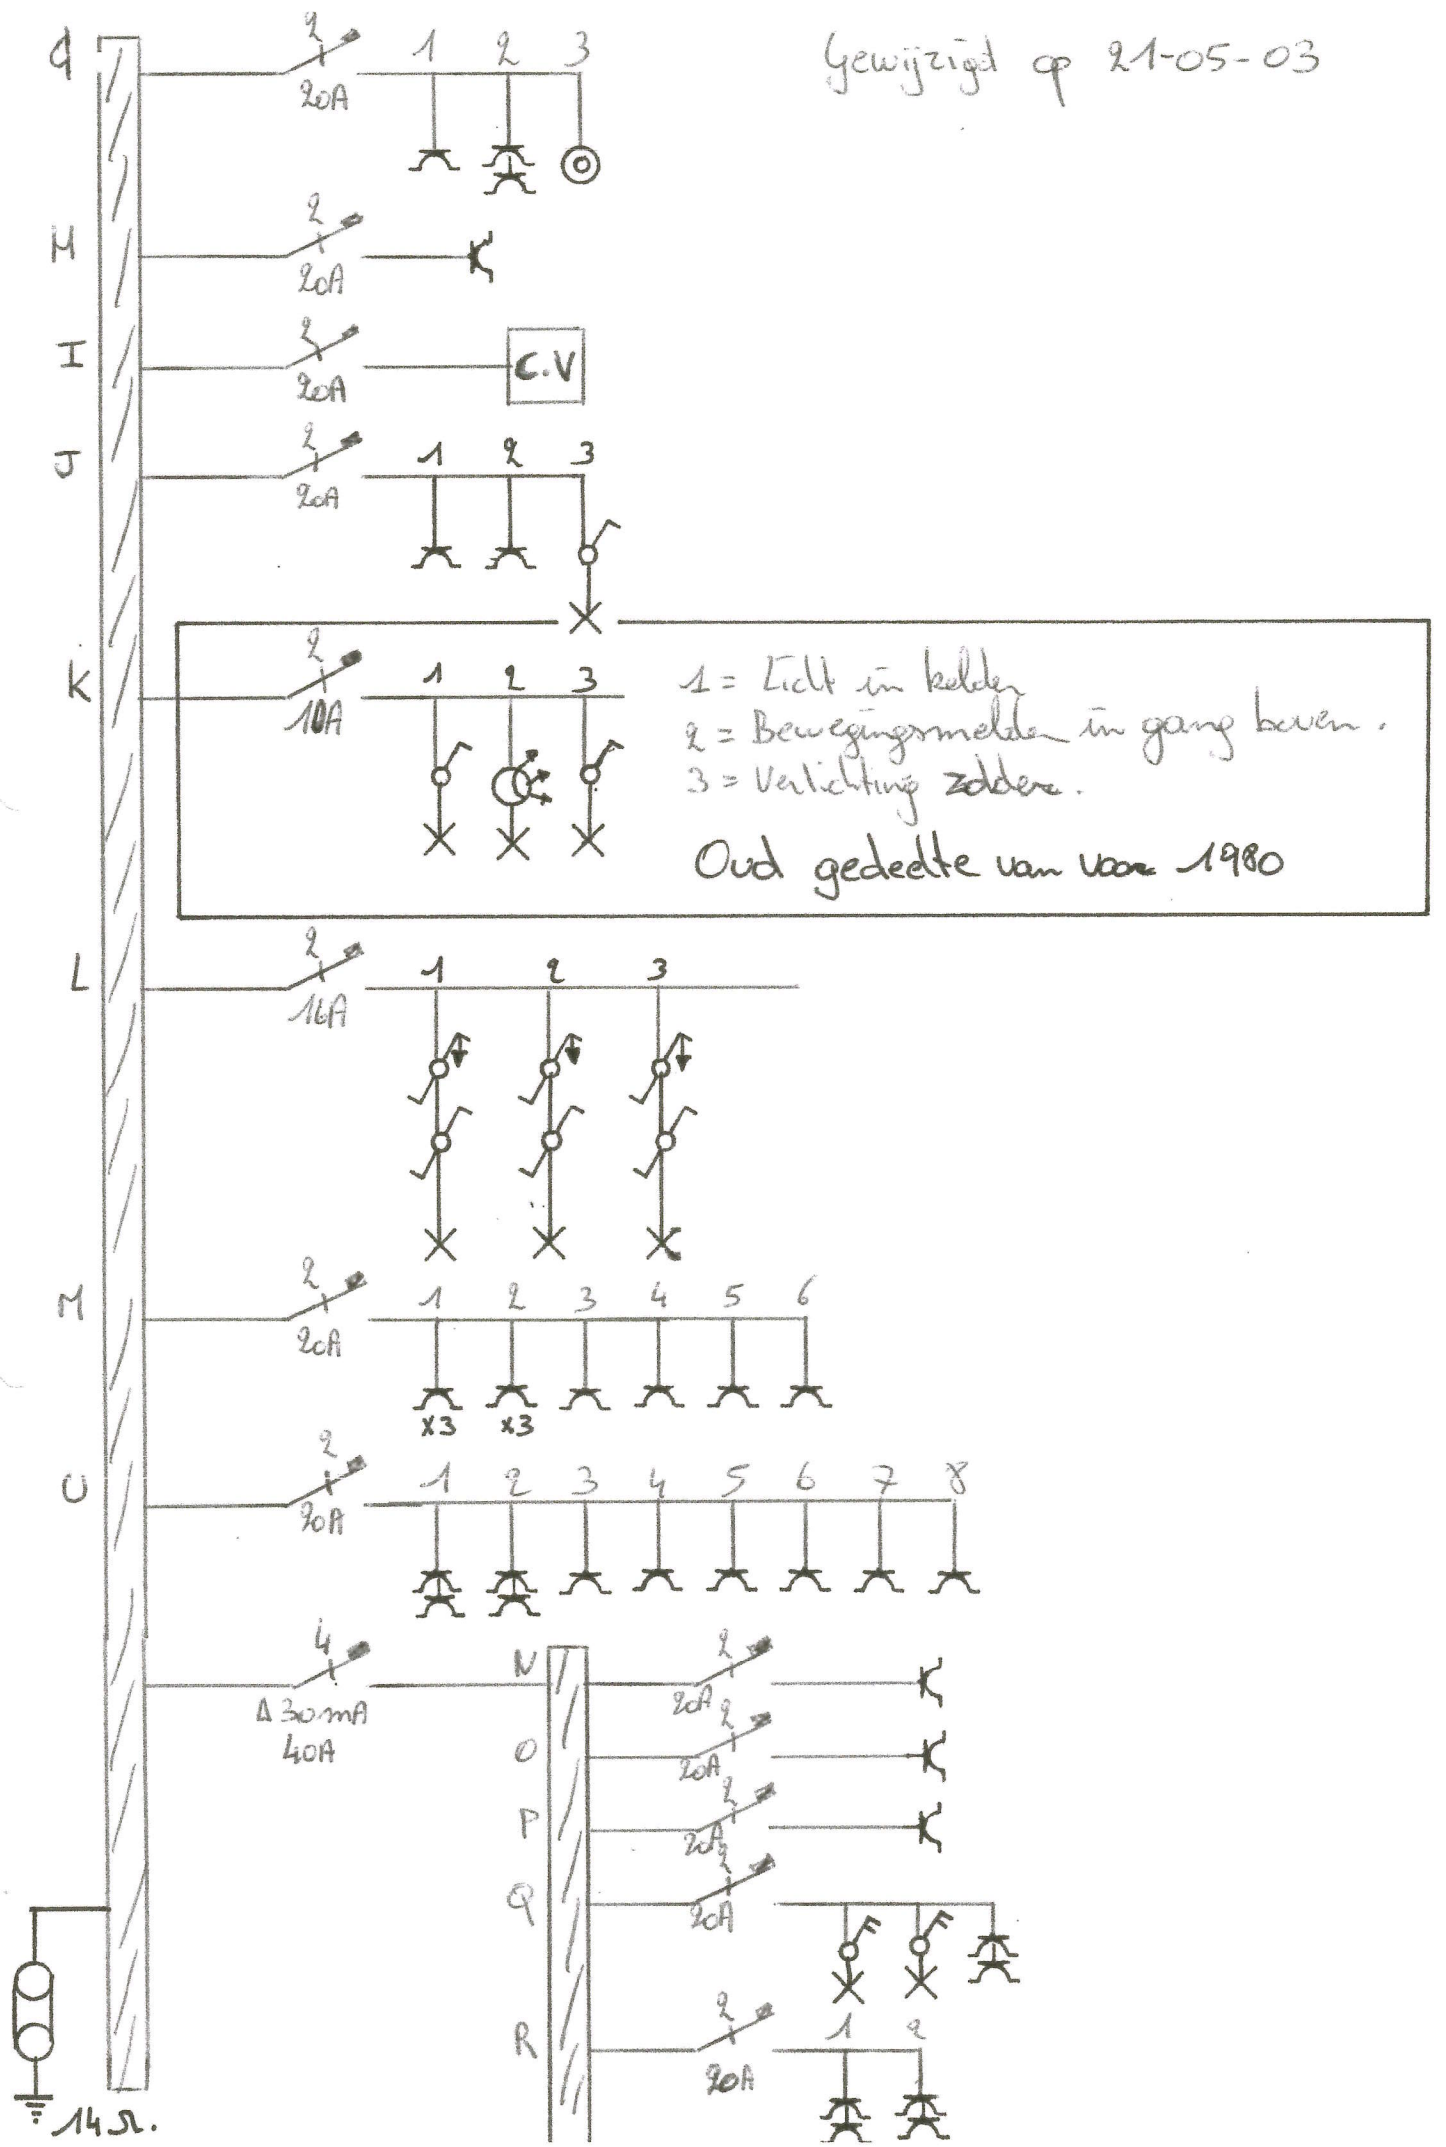 Gewijzigd op 21-05-03
2
20A
1 2 3
H
2
20A
I
2
20A
C.V
J
2
20A
1 2 3
K
2
10A
1 2 3
1 = Licht in kelder
2 = Bewegingsmelder in gang boven.
3 = Verlichting zolder.
Oud gedeelte van voor 1980
L
2
16A
1 2 3
M
2
20A
1 2 3 4 5 6
x3 x3
U
2
20A
1 2 3 4 5 6 7 8
4
Δ30mA
40A
N
2
20A
O
2
20A
P
2
20A
Q
2
20A
R
2
20A
1 2
14Ω.